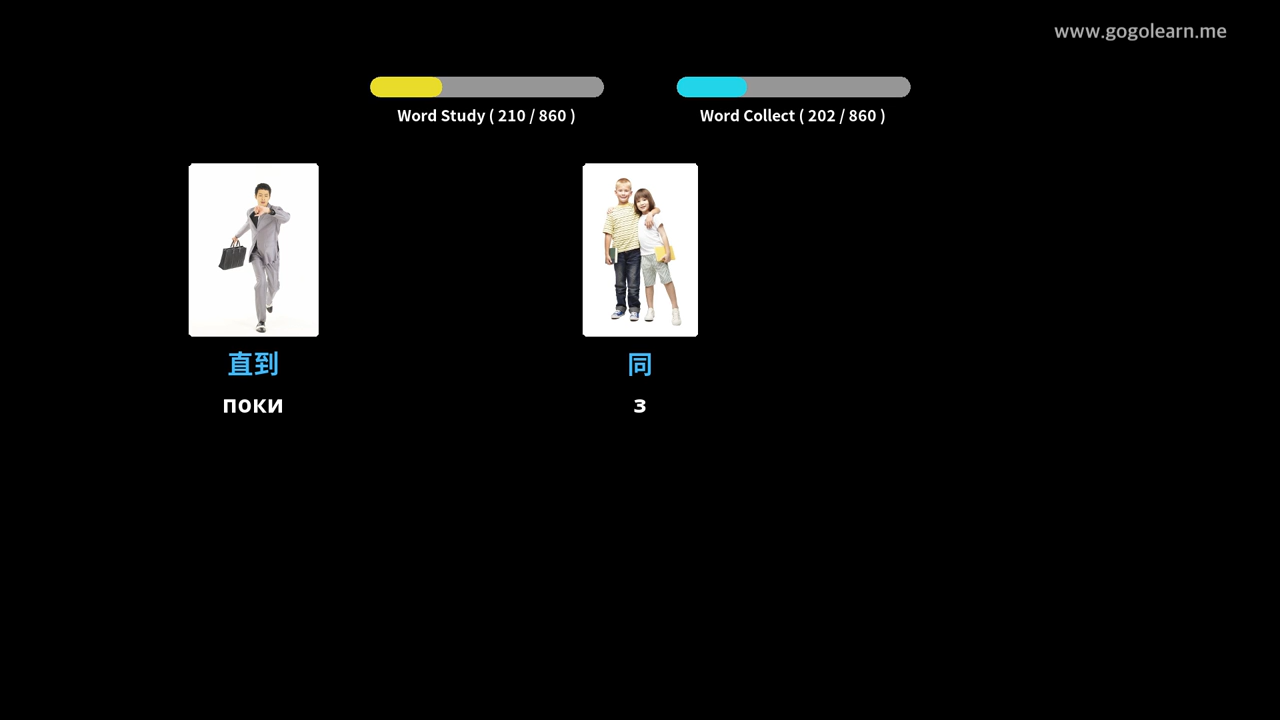 www.gogolearn.me
Word Study ( 210 / 860 )
Word Collect ( 202 / 860 )
直到
同
поки
з